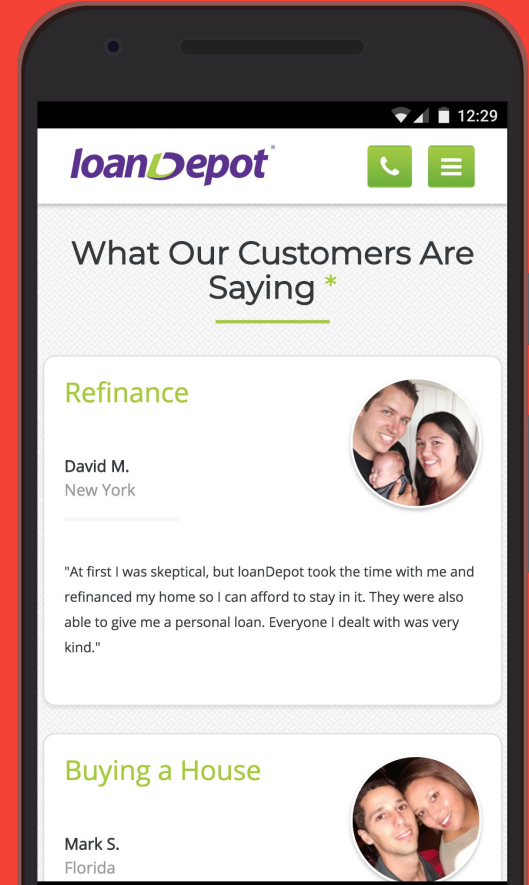 12:29
loanDepot
What Our Customers Are
Saying *
Refinance
David M.
New York
"At first I was skeptical, but loanDepot took the time with me and
refinanced my home so I can afford to stay in it. They were also
able to give me a personal loan. Everyone I dealt with was very
kind."
Buying a House
Mark S.
Florida